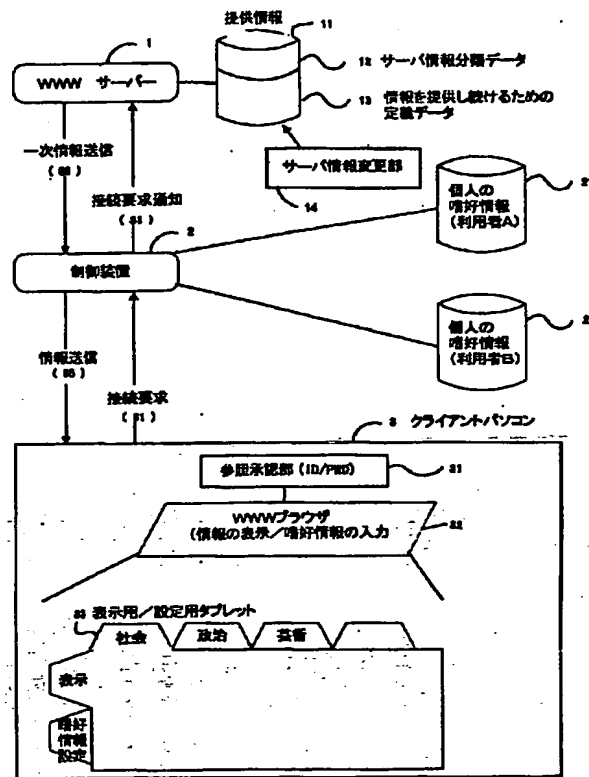 提供情報
11
1
12 サーバ情報分類データ
WWW サーバー
13 情報を提供し続けるための
定義データ
一次情報送信
サーバ情報変更部
接続要求通知
14
個人の
嗜好情報
(利用者A)
2
制御装置
個人の
嗜好情報
(利用者B)
情報送信
接続要求
(S1)
3 クライアントパソコン
参照承認部 (ID/PWD)
31
WWWブラウザ
(情報の表示/嗜好情報の入力
32
33 表示用/設定用タブレット
社会
政治
芸術
表示
嗜好
情報
設定